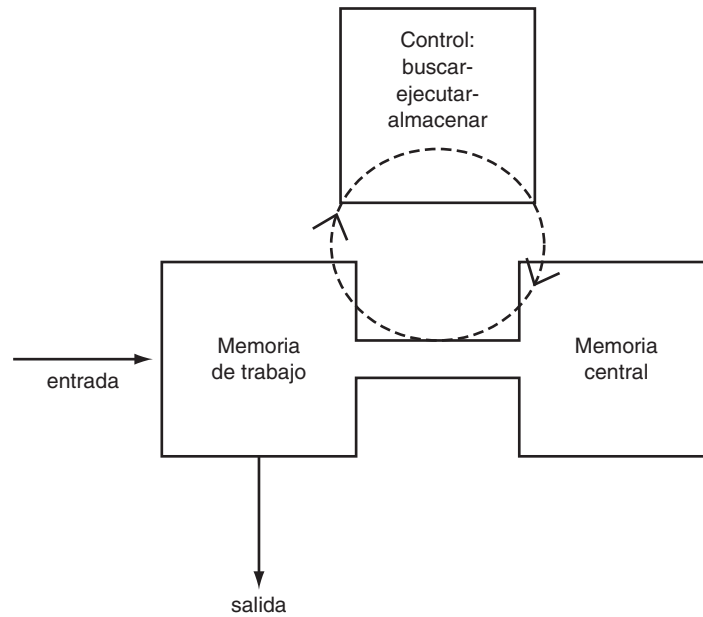 Control:
buscar-
ejecutar-
almacenar
Memoria
de trabajo
Memoria
central
entrada
salida